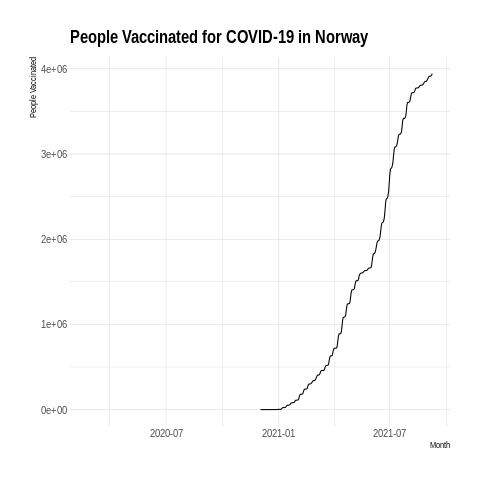 People Vaccinated for COVID-19 in Norway
People Vaccinated
4e+06
3e+06
2e+06
1e+06
0e+00
2020-07
2021-01
2021-07
Month